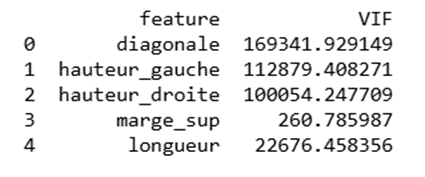 feature VIF
0 diagonale 169341.929149
1 hauteur_gauche 112879.408271
2 hauteur_droite 100054.247709
3 marge_sup 260.785987
4 longueur 22676.458356